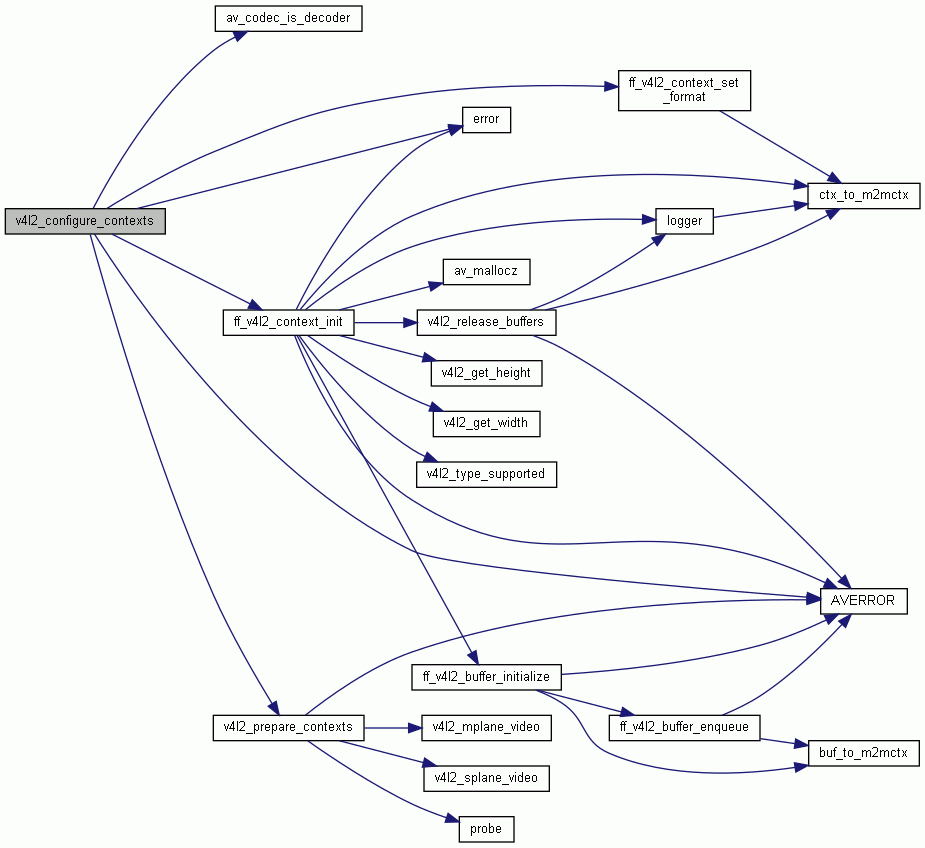 av_codec_is_decoder
ff_v4l2_context_set
_format
error
ctx_to_m2mctx
v4l2_configure_contexts
logger
av_mallocz
ff_v4l2_context_init
v4l2_release_buffers
v4l2_get_height
v4l2_get_width
v4l2_type_supported
AVERROR
ff_v4l2_buffer_initialize
v4l2_prepare_contexts
v4l2_mplane_video
ff_v4l2_buffer_enqueue
buf_to_m2mctx
v4l2_splane_video
probe